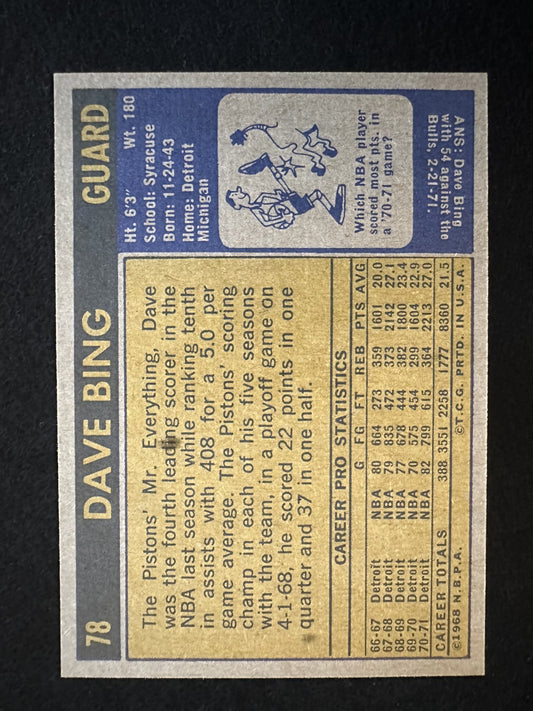 78 DAVE BING GUARD
Ht. 6'3" Wt. 180
School: Syracuse
Born: 11-24-43
Home: Detroit
Michigan
Which NBA player
scored most pts. in
a '70-71 game?
ANS: Dave Bing
with 54 against the
Bulls, 2-21-71.
The Pistons' Mr. Everything, Dave
was the fourth leading scorer in the
NBA last season while ranking tenth
in assists with 408 for a 5.0 per
game average. The Pistons' scoring
champ in each of his five seasons
with the team, in a playoff game on
4-1-68, he scored 22 points in one
quarter and 37 in one half.
CAREER PRO STATISTICS
G FG FT REB PTS AVG
66-67 Detroit NBA 80 664 273 359 1601 20.0
67-68 Detroit NBA 79 835 472 373 2142 27.1
68-69 Detroit NBA 77 678 444 382 1800 23.4
69-70 Detroit NBA 70 575 454 299 1604 22.9
70-71 Detroit NBA 82 799 615 364 2213 27.0
CAREER TOTALS 388 3551 2258 1777 8360 21.5
©1968 N.B.P.A. ©T.C.G. PRTD. IN U.S.A.